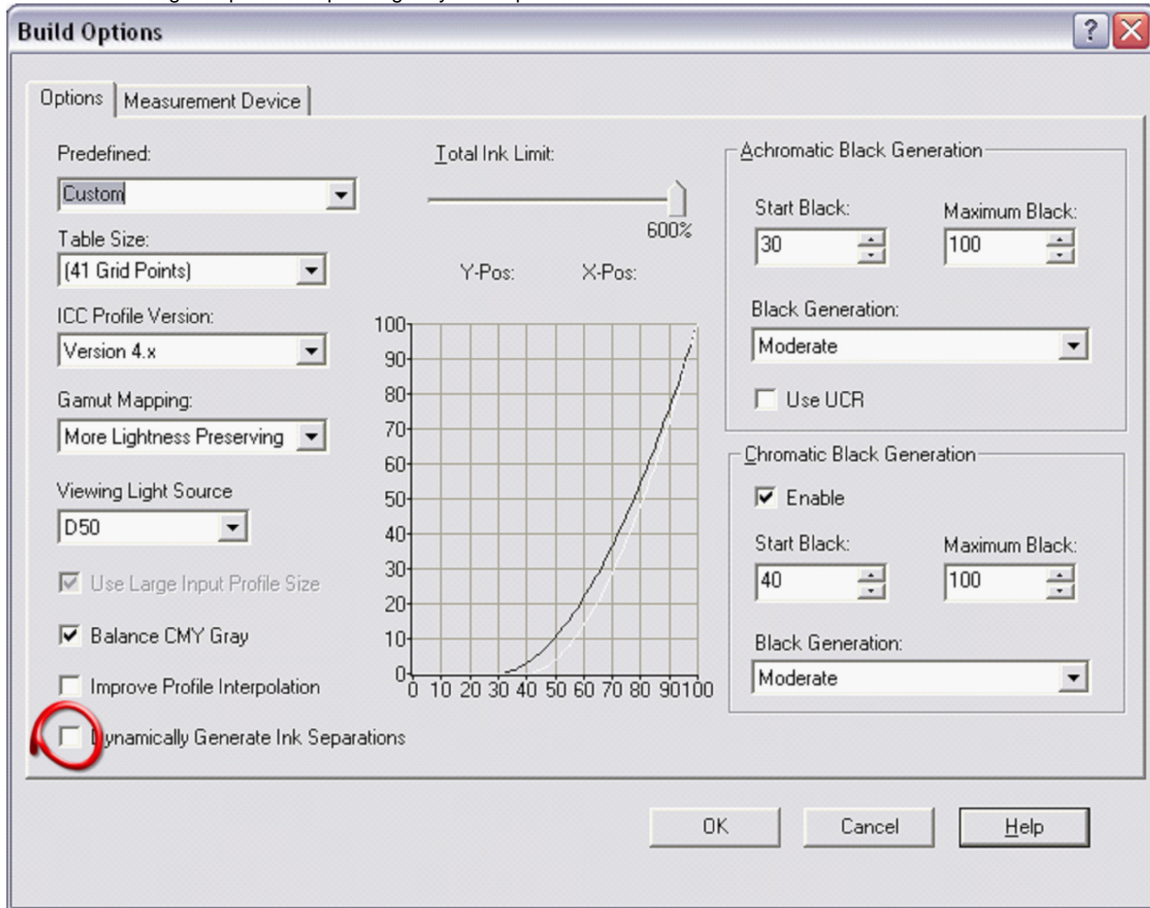 Build Options
Options Measurement Device
Predefined:
Custom
Table Size:
(41 Grid Points)
ICC Profile Version:
Version 4.x
Gamut Mapping:
More Lightness Preserving
Viewing Light Source
D50
Use Large Input Profile Size
Balance CMY Gray
Improve Profile Interpolation
Dynamically Generate Ink Separations
Total Ink Limit:
600%
Y-Pos: X-Pos:
100
90
80
70
60
50
40
30
20
10
0
0 10 20 30 40 50 60 70 80 90 100
Achromatic Black Generation
Start Black: Maximum Black:
30 100
Black Generation:
Moderate
Use UCR
Chromatic Black Generation
Enable
Start Black: Maximum Black:
40 100
Black Generation:
Moderate
OK Cancel Help